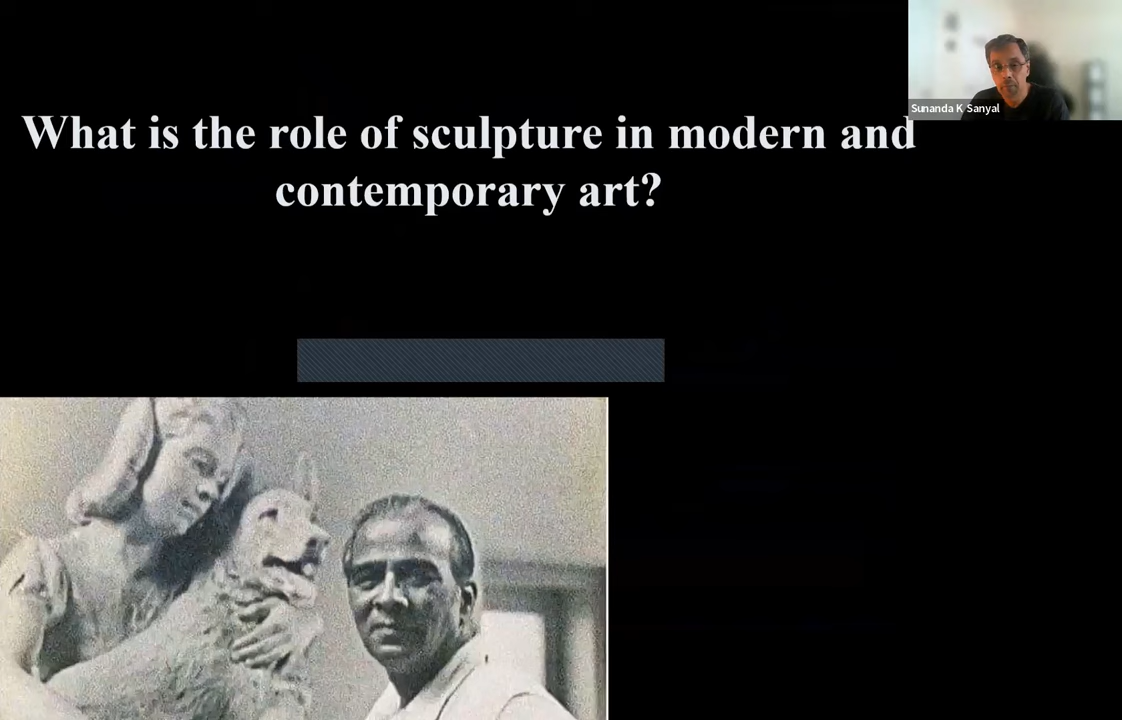 What is the role of sculpture in modern and
contemporary art?
Sunanda K Sanyal